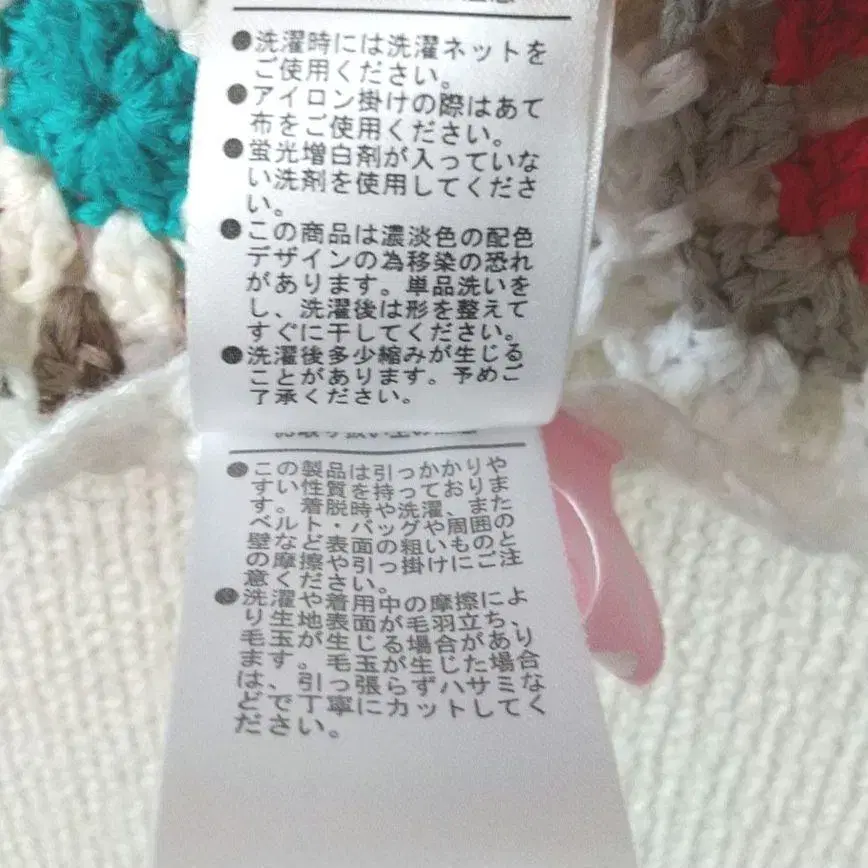 ●洗濯時には洗濯ネットを
ご使用ください。
●アイロン掛けの際はあて
布をご使用ください。
●蛍光増白剤が入っていな
い洗剤を使用してくださ
い。
●この商品は濃淡色の配色
デザインの為移染の恐れ
があります。単品洗いを
し、洗濯後は形を整えて
すぐに干してください。
●洗濯後多少縮みが生じる
ことがあります。予めご
了承ください。
●この製品は引っかかりや
すい性質を持っておりま
す。着脱時や洗濯、また
ベルト・バッグや周囲の
壁など表面の粗いものと
の摩擦や引っ掛けにご注
意ください。
●洗濯や着用中の摩擦によ
り生地表面が毛羽立ち、
毛玉が生じる場合があり
ます。毛玉が生じた場合
は、引っ張らずハサミな
どで丁寧にカットしてく
ださい。